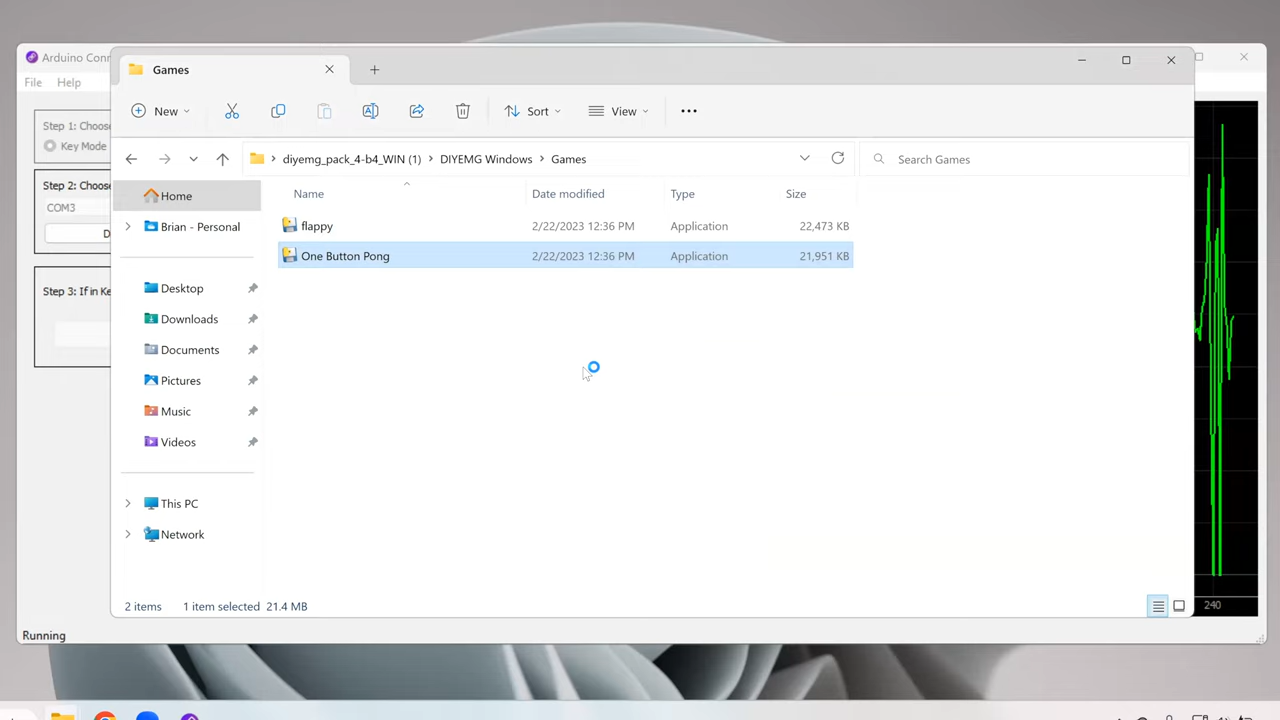 Arduino Conn
Games
File Help
New
Sort
View
Step 1: Choose
Key Mode
diyemg_pack_4-b4_WIN (1) > DIYEMG Windows > Games
Search Games
Step 2: Choose
COM3
D
Step 3: If in Ke
Home
Brian - Personal
Desktop
Downloads
Documents
Pictures
Music
Videos
This PC
Network
Name Date modified Type Size
flappy 2/22/2023 12:36 PM Application 22,473 KB
One Button Pong 2/22/2023 12:36 PM Application 21,951 KB
2 items 1 item selected 21.4 MB
240
Running